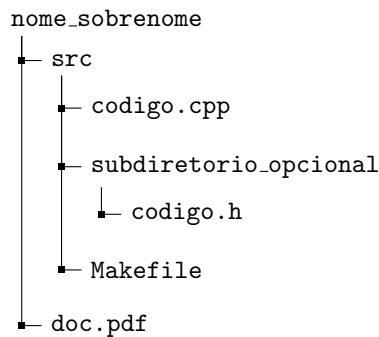 nome_sobrenome
src
codigo.cpp
subdiretorio_opcional
codigo.h
Makefile
doc.pdf